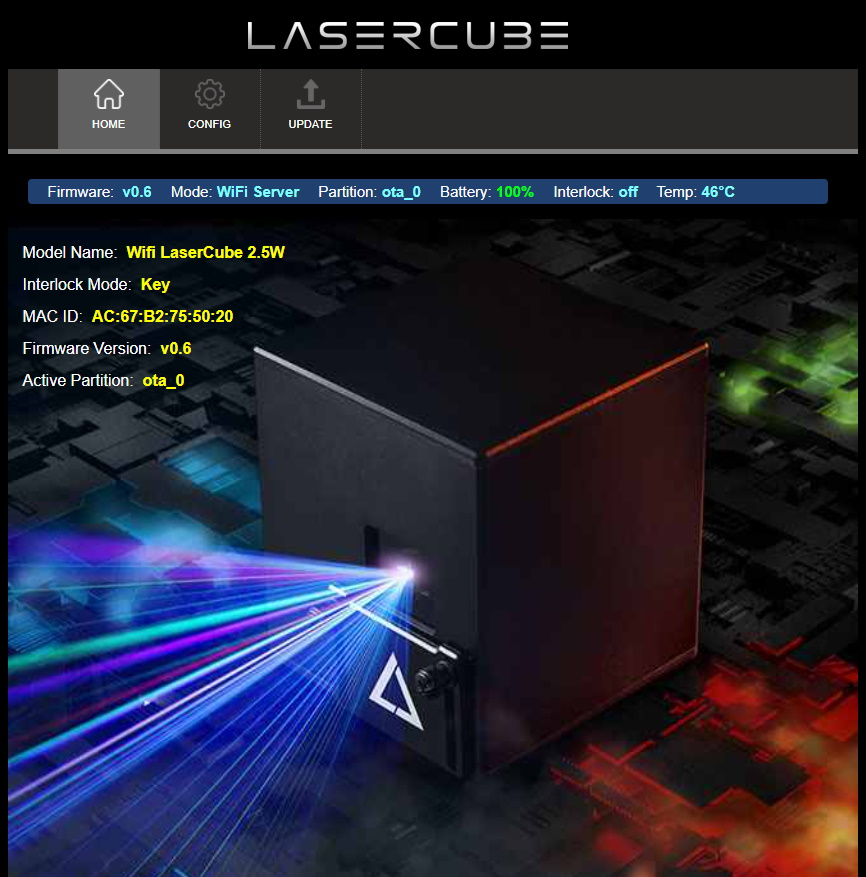 LASERCUBE
HOME CONFIG UPDATE
Firmware: v0.6 Mode: WiFi Server Partition: ota_0 Battery: 100% Interlock: off Temp: 46°C
Model Name: Wifi LaserCube 2.5W
Interlock Mode: Key
MAC ID: AC:67:B2:75:50:20
Firmware Version: v0.6
Active Partition: ota_0